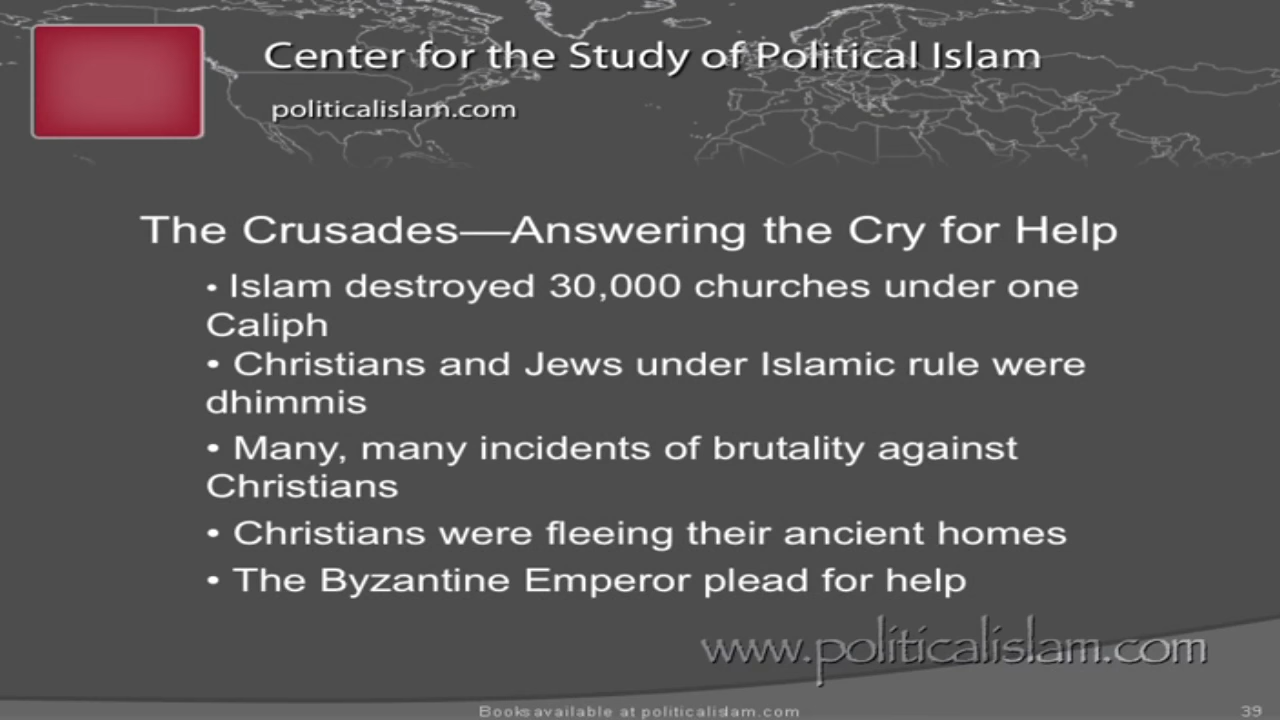 Center for the Study of Political Islam
politicalislam.com
The Crusades—Answering the Cry for Help
• Islam destroyed 30,000 churches under one
Caliph
• Christians and Jews under Islamic rule were
dhimmis
• Many, many incidents of brutality against
Christians
• Christians were fleeing their ancient homes
• The Byzantine Emperor plead for help
www.politicalislam.com
Books available at politicalislam.com
39